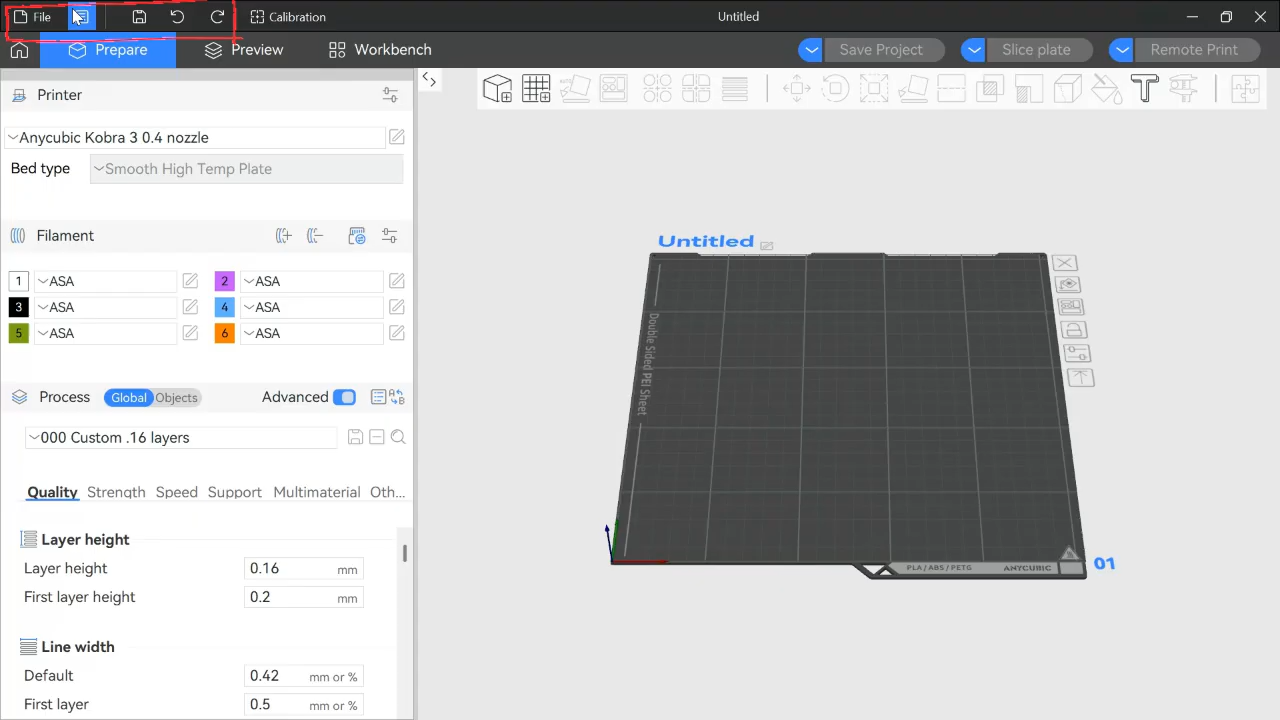 File Calibration Untitled
Prepare Preview Workbench Save Project Slice plate Remote Print
Printer
Anycubic Kobra 3 0.4 nozzle
Bed type Smooth High Temp Plate
Filament
1 ASA 2 ASA
3 ASA 4 ASA
5 ASA 6 ASA
Process Global Objects Advanced
000 Custom .16 layers
Quality Strength Speed Support Multimaterial Oth...
Layer height
Layer height 0.16 mm
First layer height 0.2 mm
Line width
Default 0.42 mm or %
First layer 0.5 mm or %
Untitled
Double Sided PEI Sheet
PLA / ABS / PETG ANYCUBIC
01